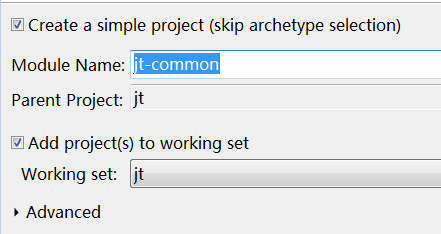 Create a simple project (skip archetype selection)
Module Name: jt-common
Parent Project: jt
Add project(s) to working set
Working set: jt
Advanced